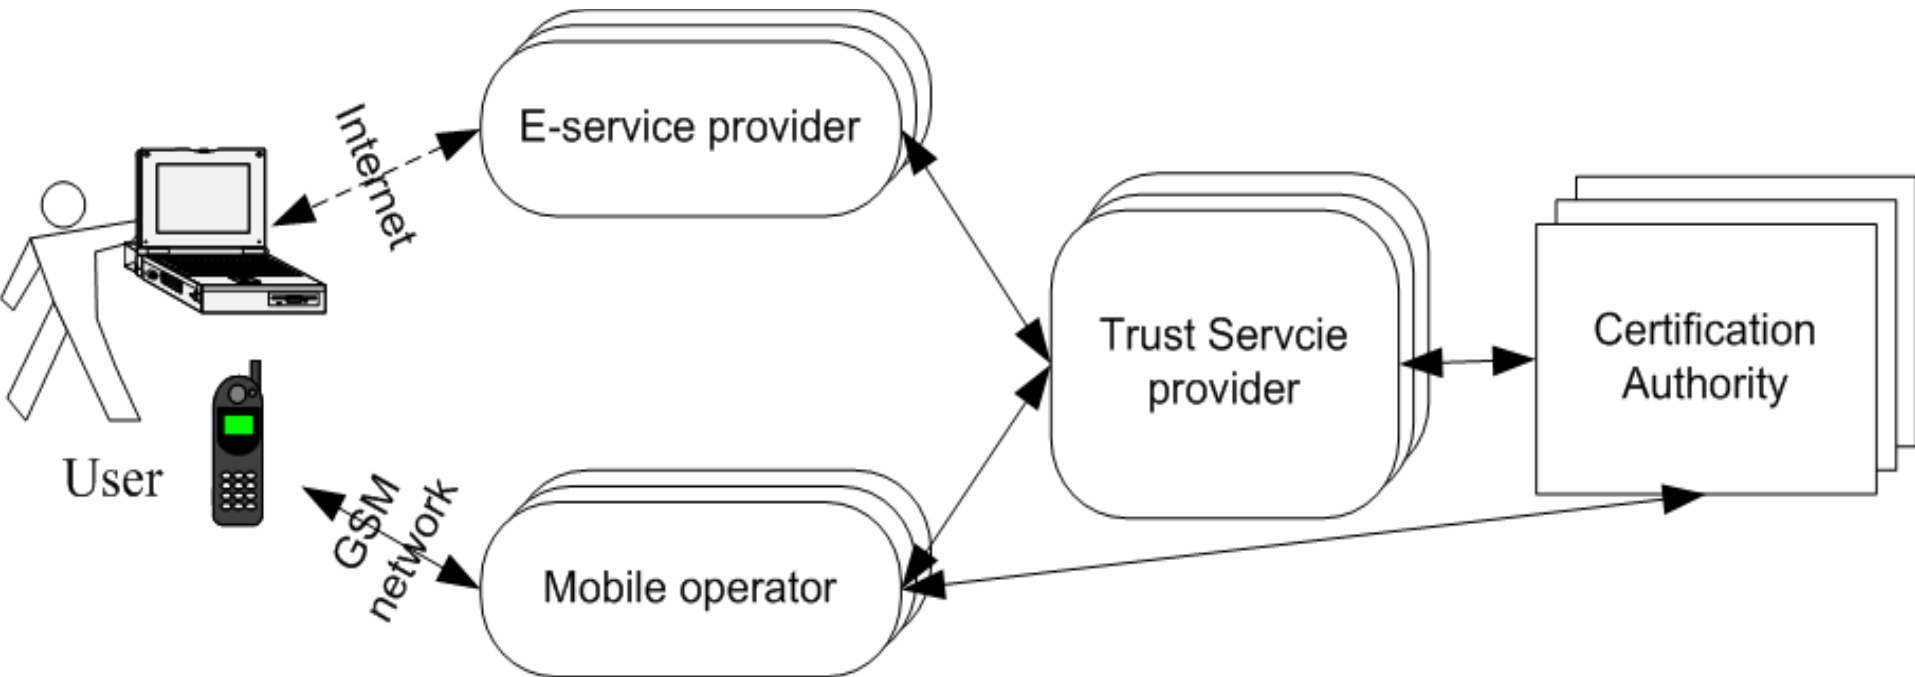 Internet
E-service provider
Trust Servcie
provider
Certification
Authority
User
GSM
network
Mobile operator